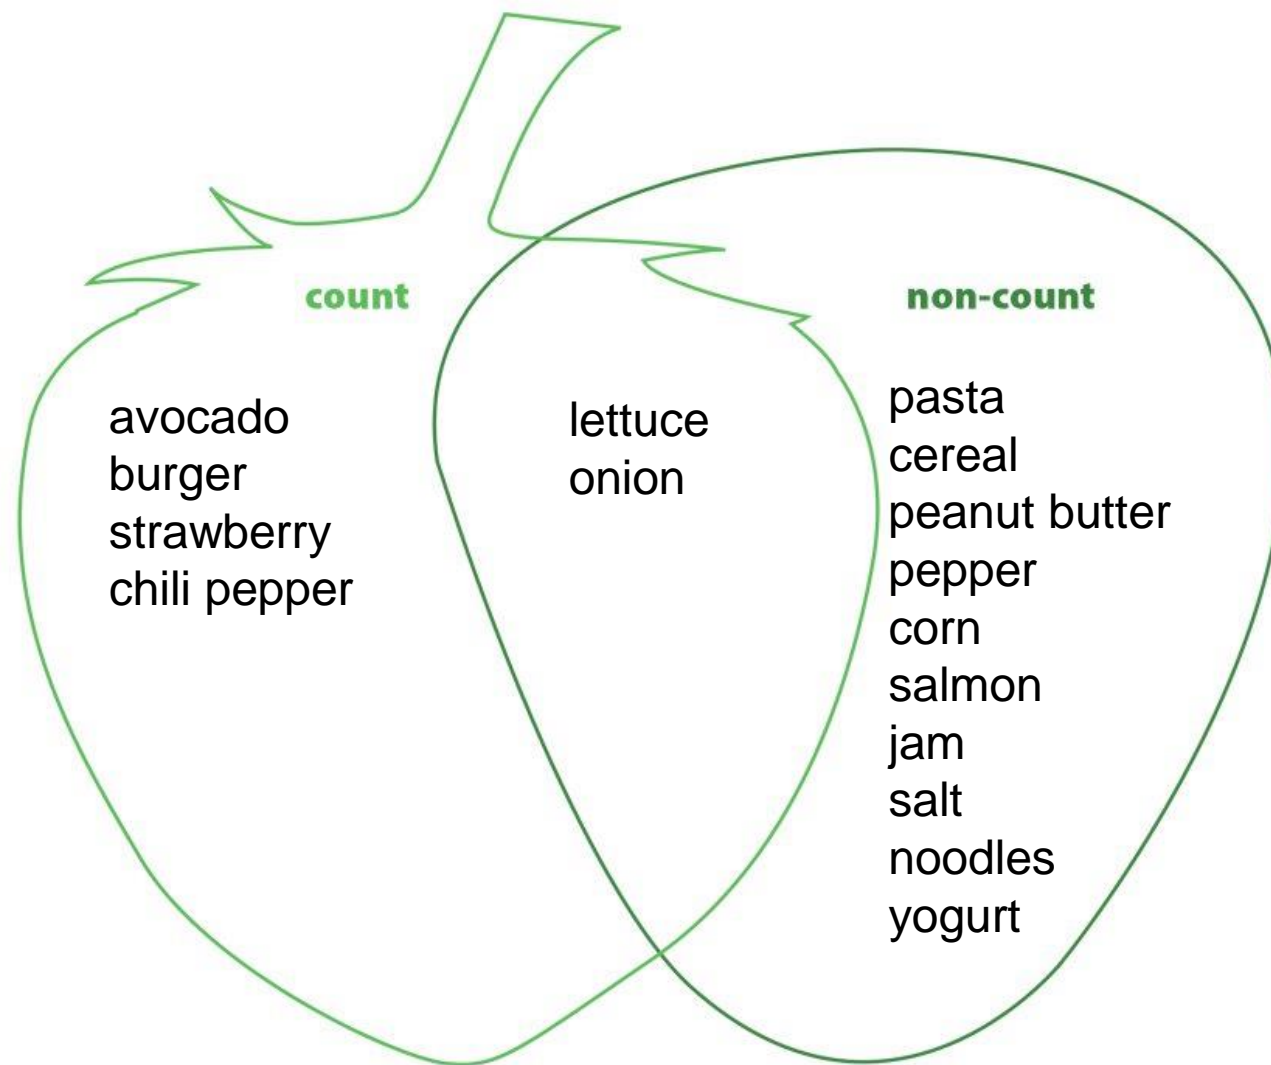 count
non-count
avocado
burger
strawberry
chili pepper
lettuce
onion
pasta
cereal
peanut butter
pepper
corn
salmon
jam
salt
noodles
yogurt